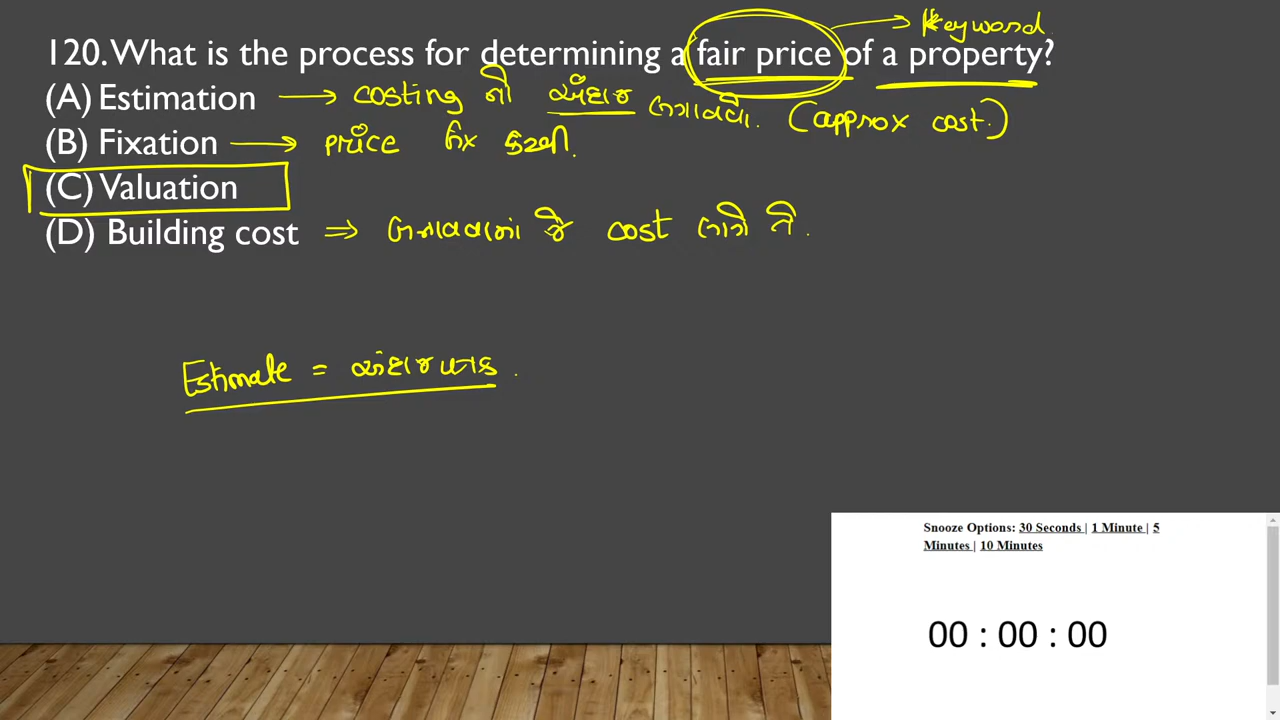 Keyword
120. What is the process for determining a fair price of a property?
(A) Estimation → costing ની અંદાજ લગાવવો. (approx cost.)
(B) Fixation → price ફિક્સ કરવી.
(C) Valuation
(D) Building cost ⇒ બનાવવામાં જે cost લાગે તે.
Estimate = અંદાજપત્રક.
Snooze Options: 30 Seconds | 1 Minute | 5
Minutes | 10 Minutes
00 : 00 : 00